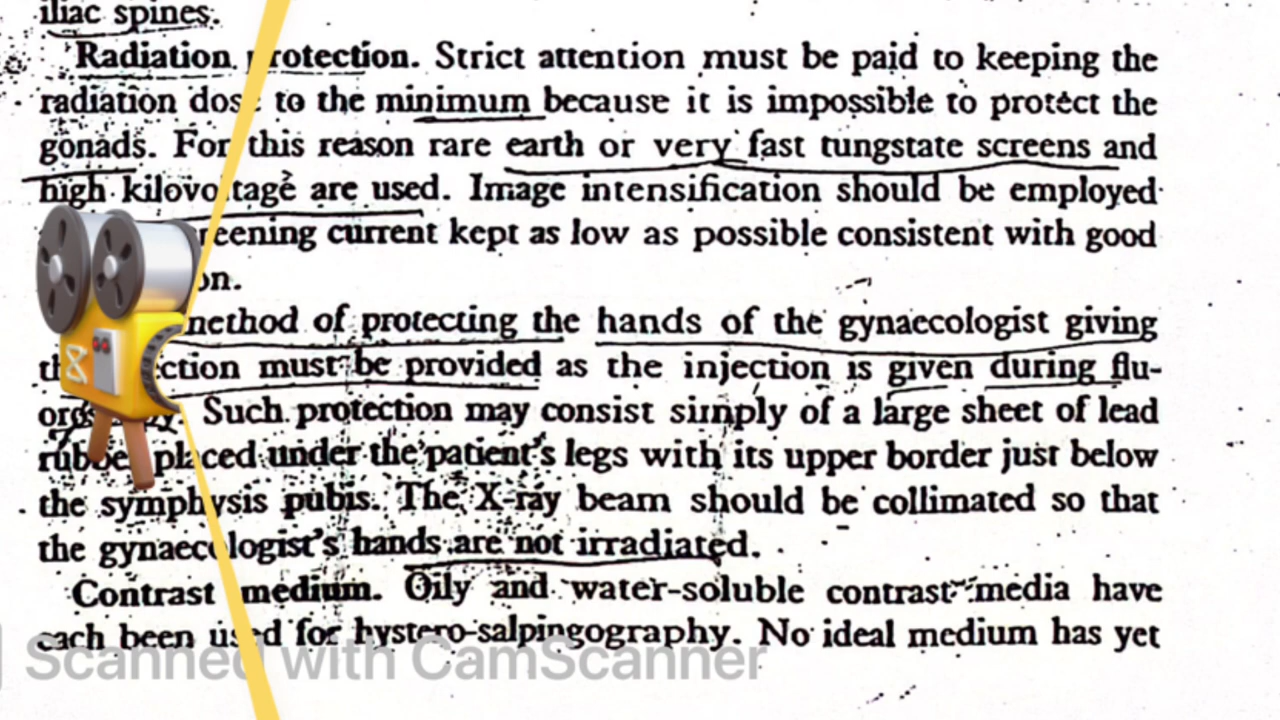 iliac spines.
Radiation protection. Strict attention must be paid to keeping the
radiation dose to the minimum because it is impossible to protect the
gonads. For this reason rare earth or very fast tungstate screens and
high kilovoltage are used. Image intensification should be employed
screening current kept as low as possible consistent with good
method of protecting the hands of the gynaecologist giving
must be provided as the injection is given during flu-
Such protection may consist simply of a large sheet of lead
rubber placed under the patient's legs with its upper border just below
the symphysis pubis. The X-ray beam should be collimated so that
the gynaecologist's hands are not irradiated.
Contrast medium. Oily and water-soluble contrast media have
each been used for hystero-salpingography. No ideal medium has yet
Scanned with CamScanner